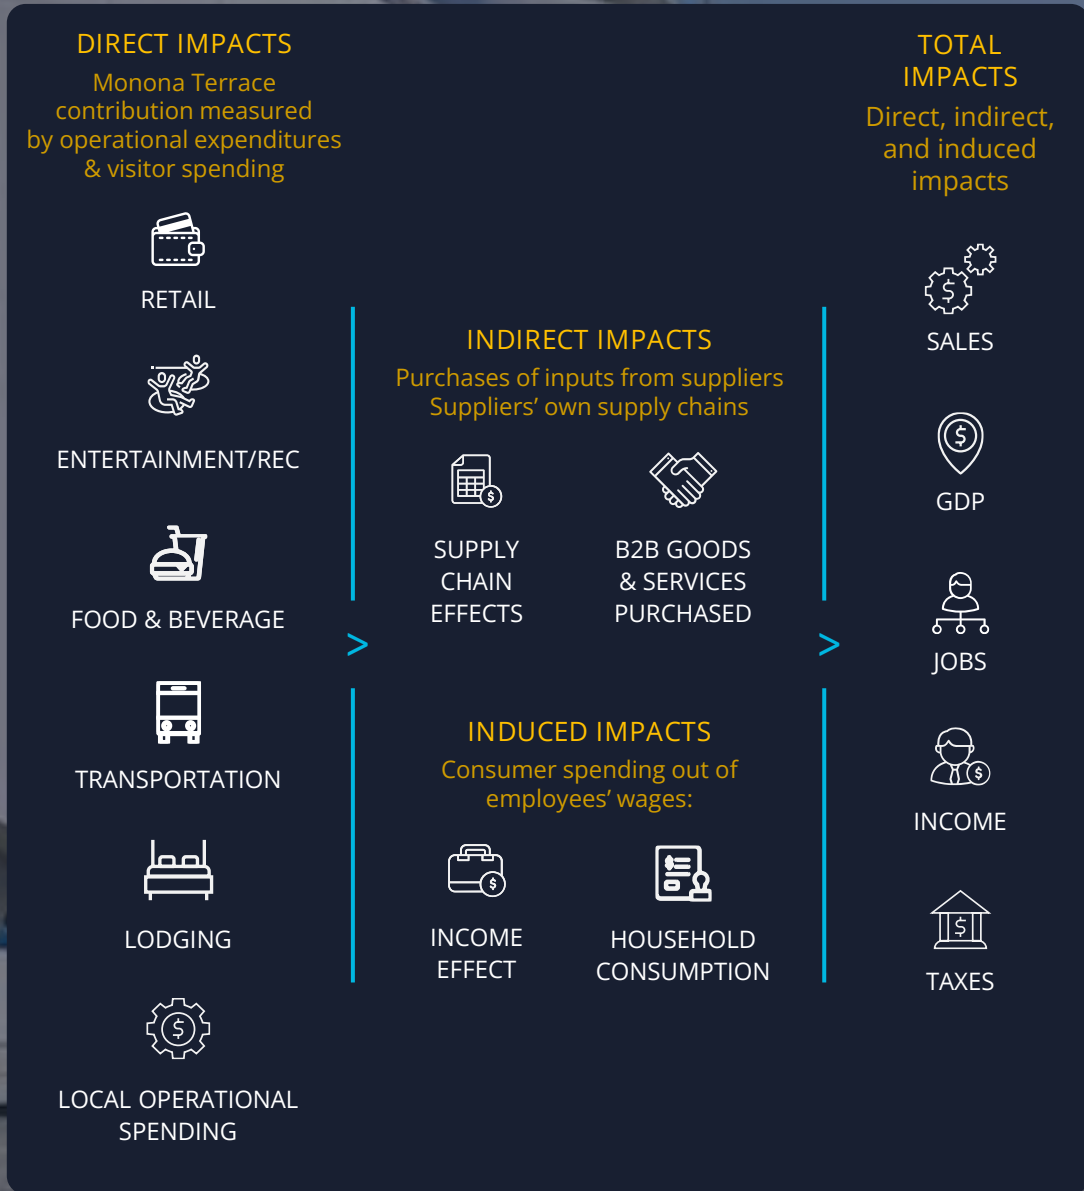 DIRECT IMPACTS
Monona Terrace
contribution measured
by operational expenditures
& visitor spending
RETAIL
ENTERTAINMENT/REC
FOOD & BEVERAGE
TRANSPORTATION
LODGING
LOCAL OPERATIONAL
SPENDING
>
INDIRECT IMPACTS
Purchases of inputs from suppliers
Suppliers’ own supply chains
SUPPLY
CHAIN
EFFECTS
B2B GOODS
& SERVICES
PURCHASED
INDUCED IMPACTS
Consumer spending out of
employees’ wages:
INCOME
EFFECT
HOUSEHOLD
CONSUMPTION
>
TOTAL
IMPACTS
Direct, indirect,
and induced
impacts
SALES
GDP
JOBS
INCOME
TAXES